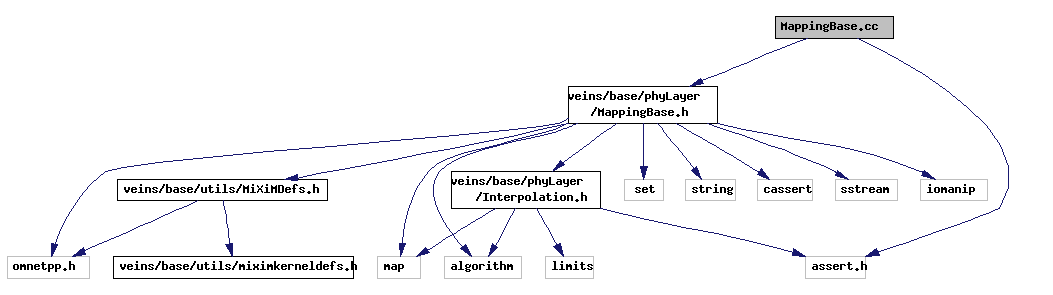 MappingBase.cc
veins/base/phyLayer
/MappingBase.h
veins/base/utils/MiXiMDefs.h
veins/base/phyLayer
/Interpolation.h
set
string
cassert
sstream
iomanip
omnetpp.h
veins/base/utils/miximkerneldefs.h
map
algorithm
limits
assert.h